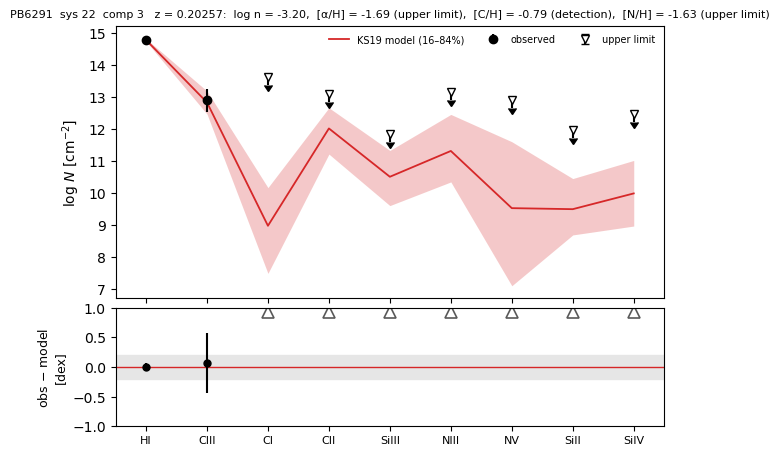 PB6291  sys 22  comp 3   z = 0.20257:  log n = -3.20,  [α/H] = -1.69 (upper limit),  [C/H] = -0.79 (detection),  [N/H] = -1.63 (upper limit)
KS19 model (16–84%)
observed
upper limit
log N [cm⁻²]
15
14
13
12
11
10
9
8
7
obs − model
[dex]
1.0
0.5
0.0
−0.5
−1.0
HI
CIII
CI
CII
SiIII
NIII
NV
SiII
SiIV